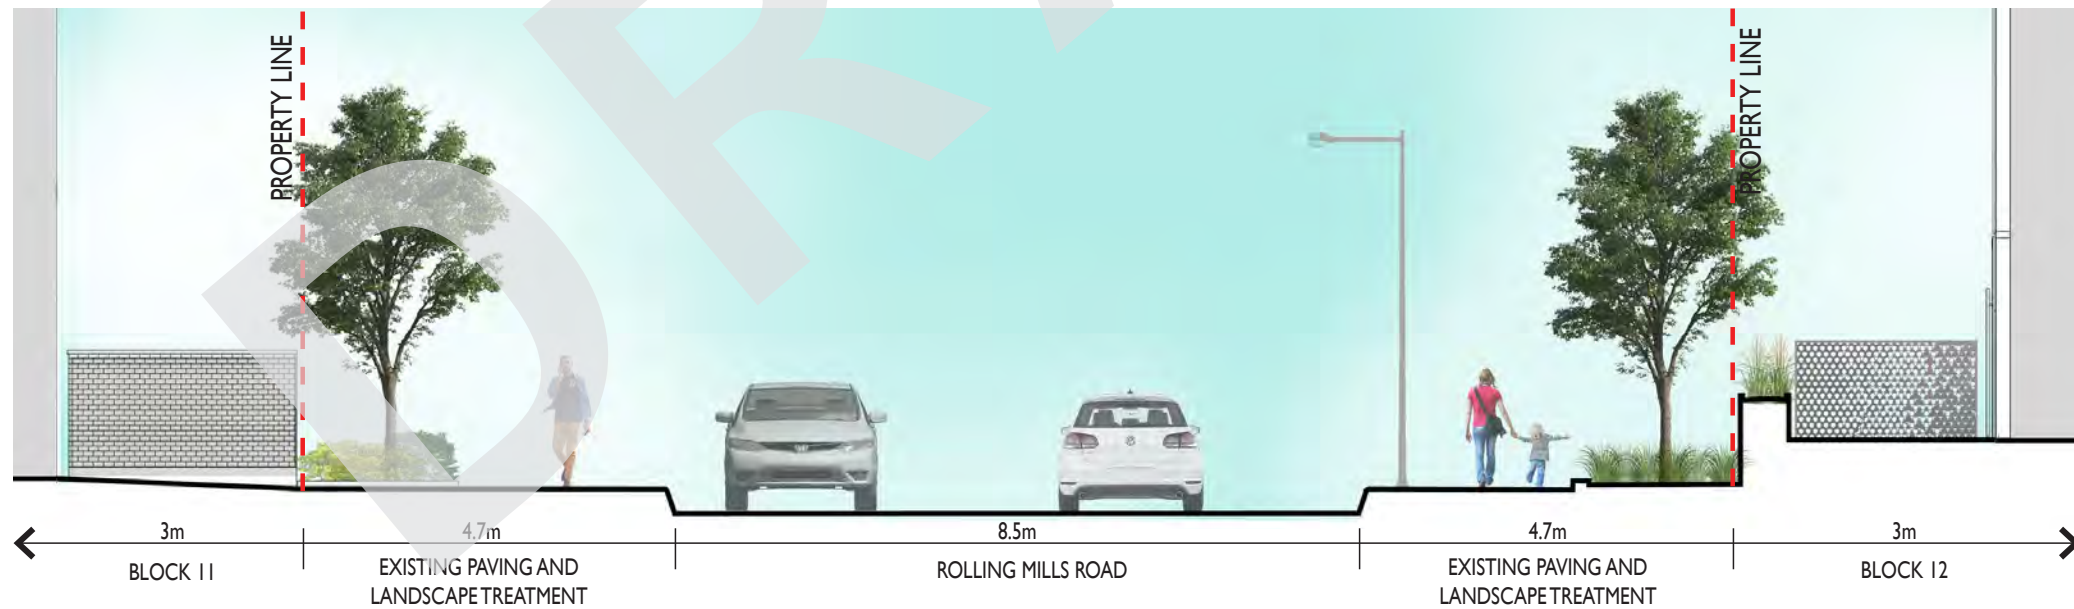 DRA
PROPERTY LINE
PROPERTY LINE
3m
4.7m
8.5m
4.7m
3m
BLOCK 11
EXISTING PAVING AND
LANDSCAPE TREATMENT
ROLLING MILLS ROAD
EXISTING PAVING AND
LANDSCAPE TREATMENT
BLOCK 12